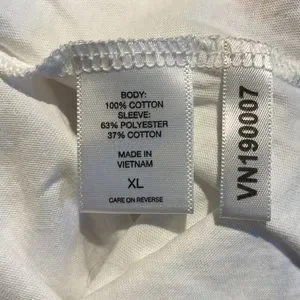 BODY:
100% COTTON
SLEEVE:
63% POLYESTER
37% COTTON
MADE IN
VIETNAM
XL
CARE ON REVERSE
VN190007